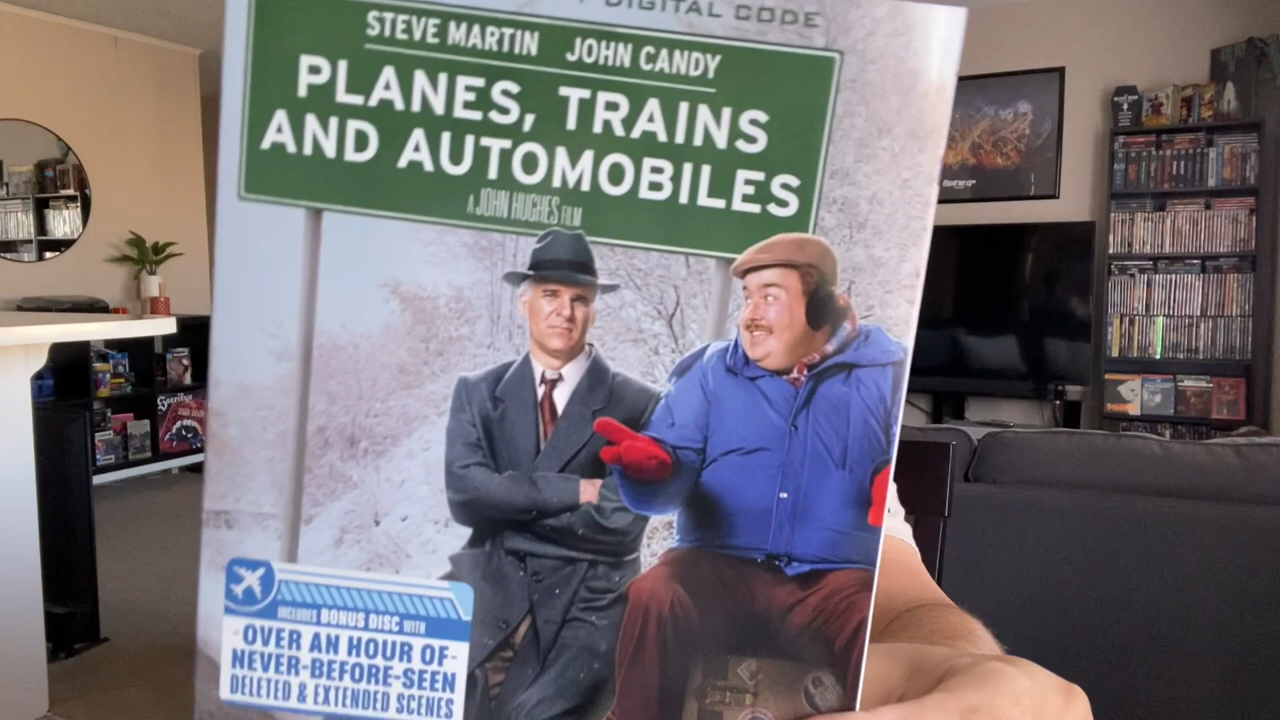 DIGITAL CODE
STEVE MARTIN JOHN CANDY
PLANES, TRAINS
AND AUTOMOBILES
A JOHN HUGHES FILM
INCLUDES BONUS DISC WITH
OVER AN HOUR OF
NEVER-BEFORE-SEEN
DELETED & EXTENDED SCENES
Sacrifice